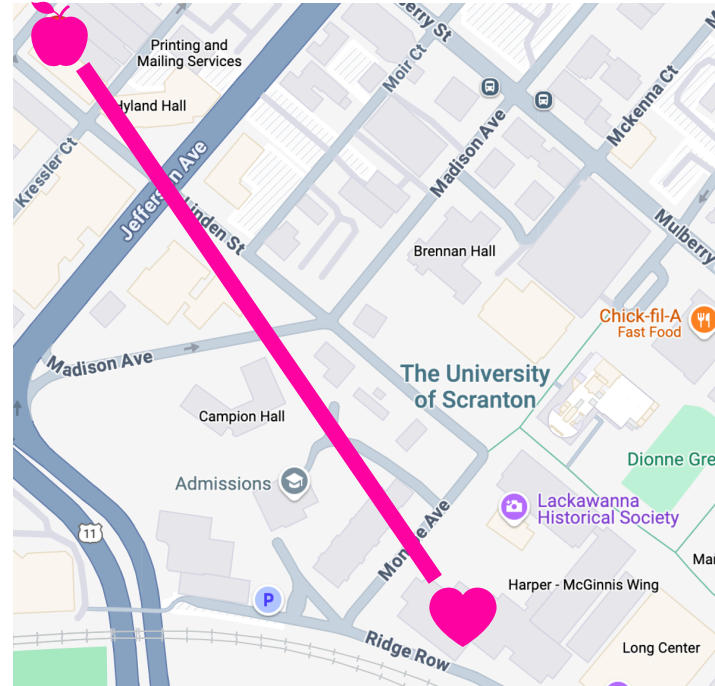 Printing and
Mailing Services
Hyland Hall
Moir Ct
Mckenna Ct
Madison Ave
Kressler Ct
Jefferson Ave
Linden St
Mulberry
Brennan Hall
Chick-fil-A
Fast Food
Madison Ave
The University
of Scranton
Campion Hall
Dionne Gre
Admissions
Lackawanna
Historical Society
11
Monroe Ave
Harper - McGinnis Wing
P
Ridge Row
Long Center